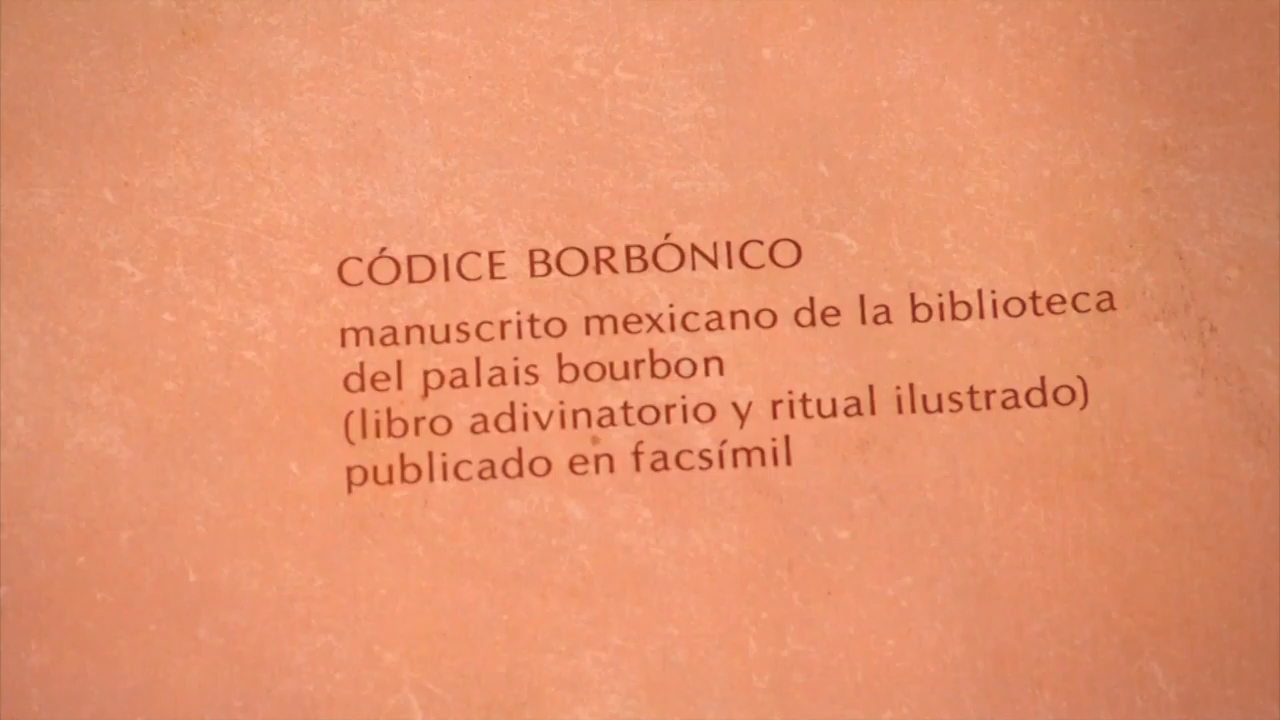 CÓDICE BORBÓNICO
manuscrito mexicano de la biblioteca
del palais bourbon
(libro adivinatorio y ritual ilustrado)
publicado en facsímil